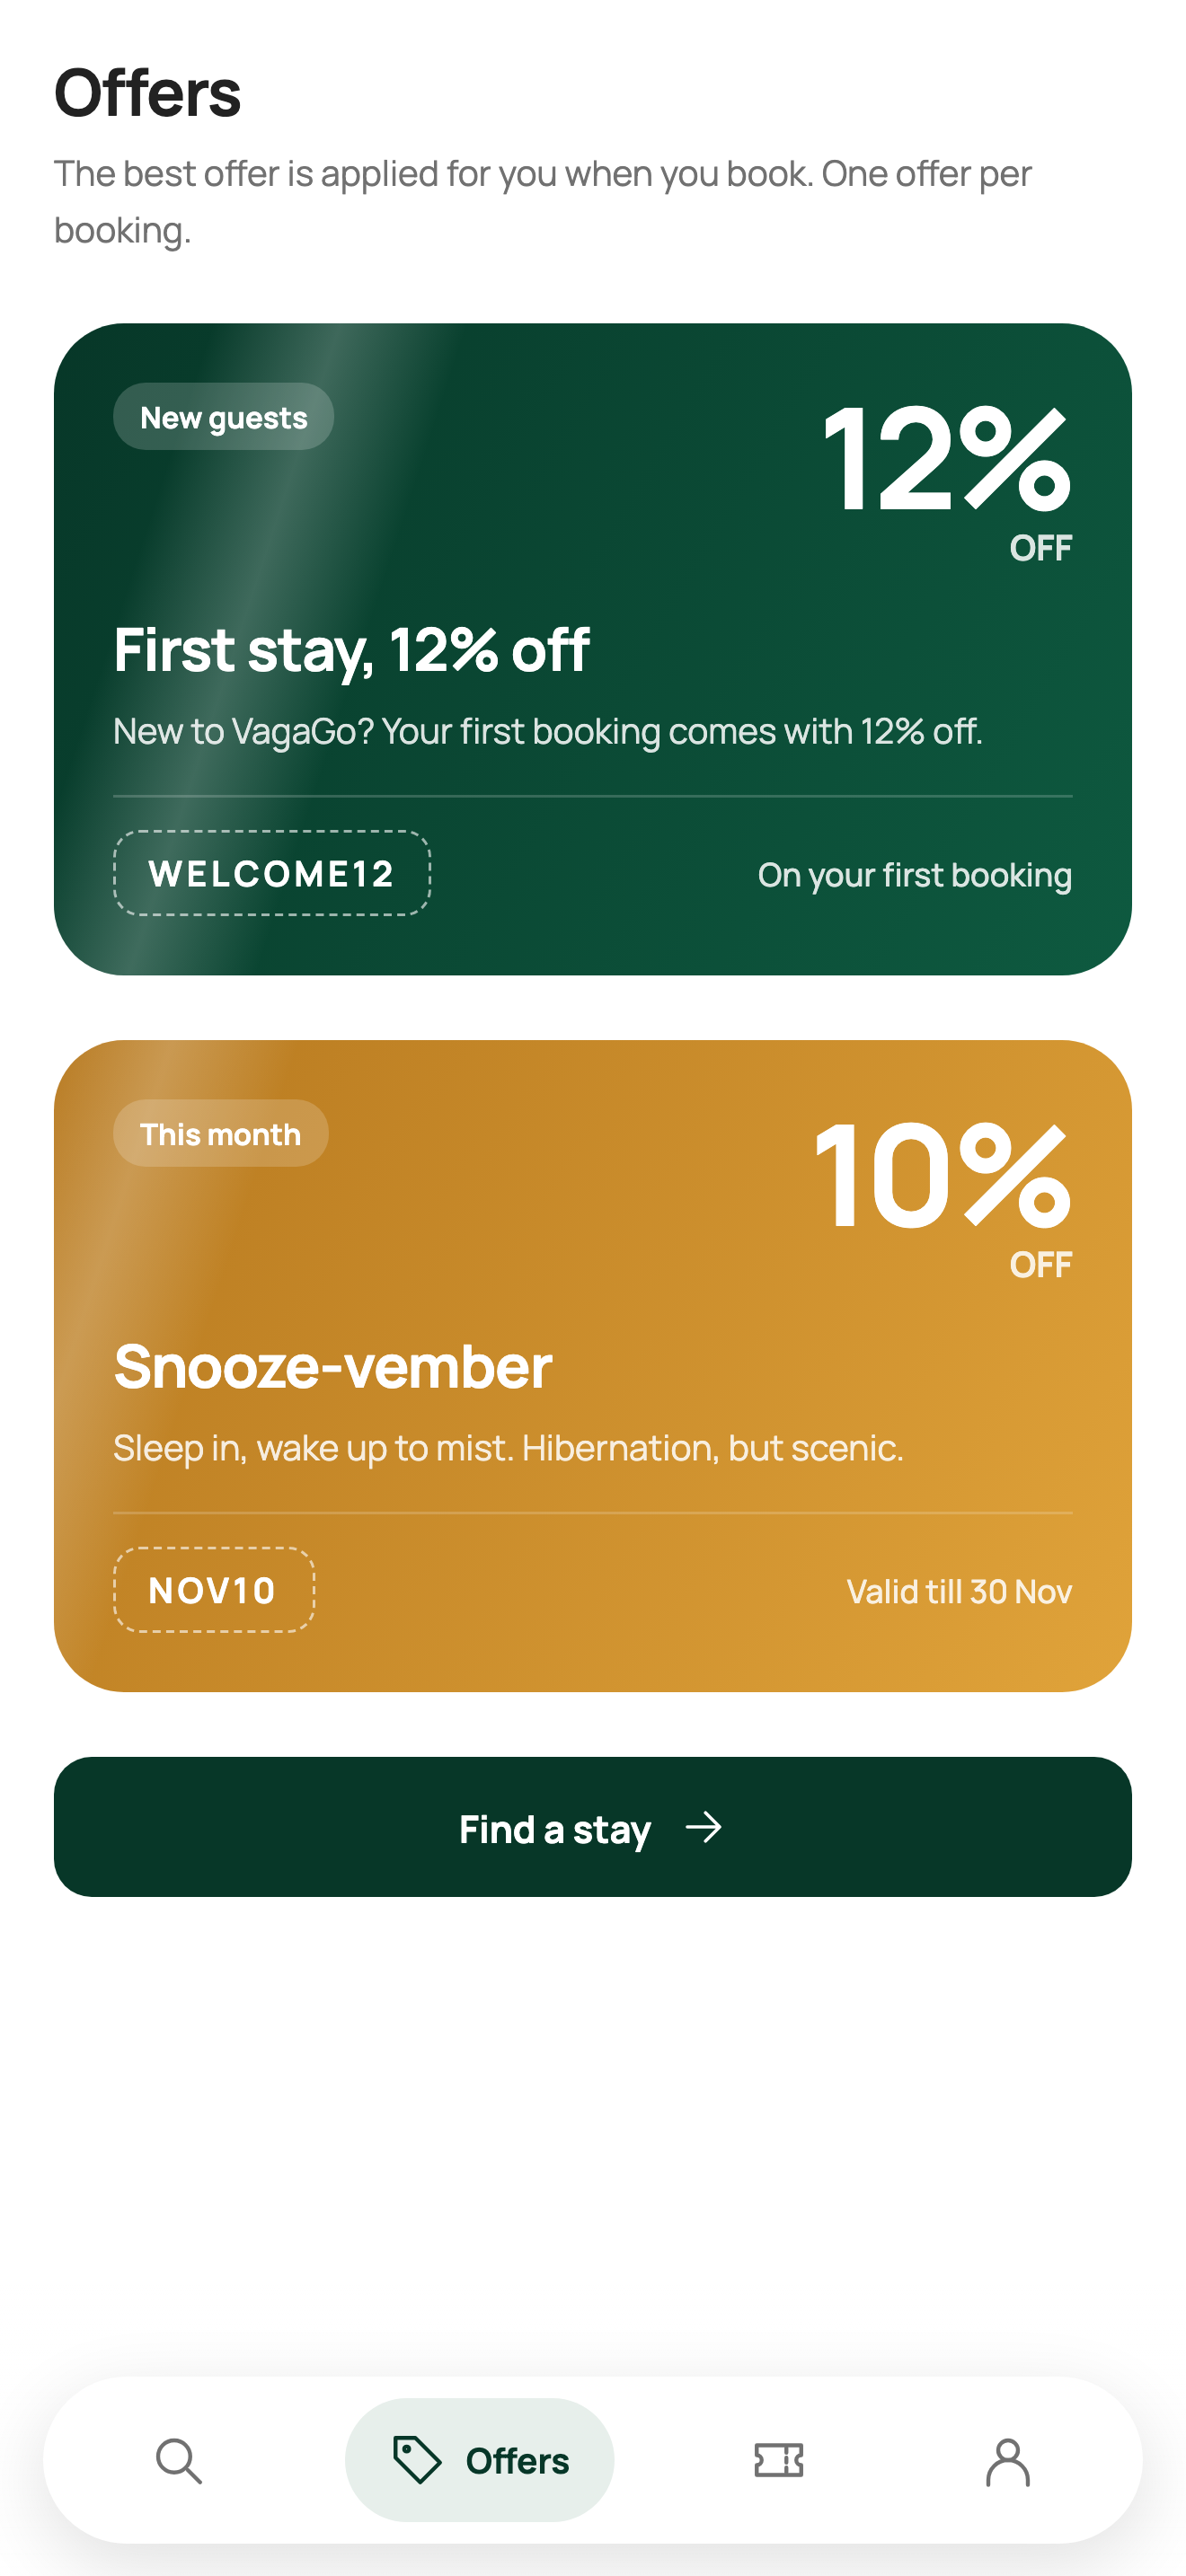 Offers
The best offer is applied for you when you book. One offer per
booking.
New guests
12%
OFF
First stay, 12% off
New to VagaGo? Your first booking comes with 12% off.
WELCOME12
On your first booking
This month
10%
OFF
Snooze-vember
Sleep in, wake up to mist. Hibernation, but scenic.
NOV10
Valid till 30 Nov
Find a stay
Offers